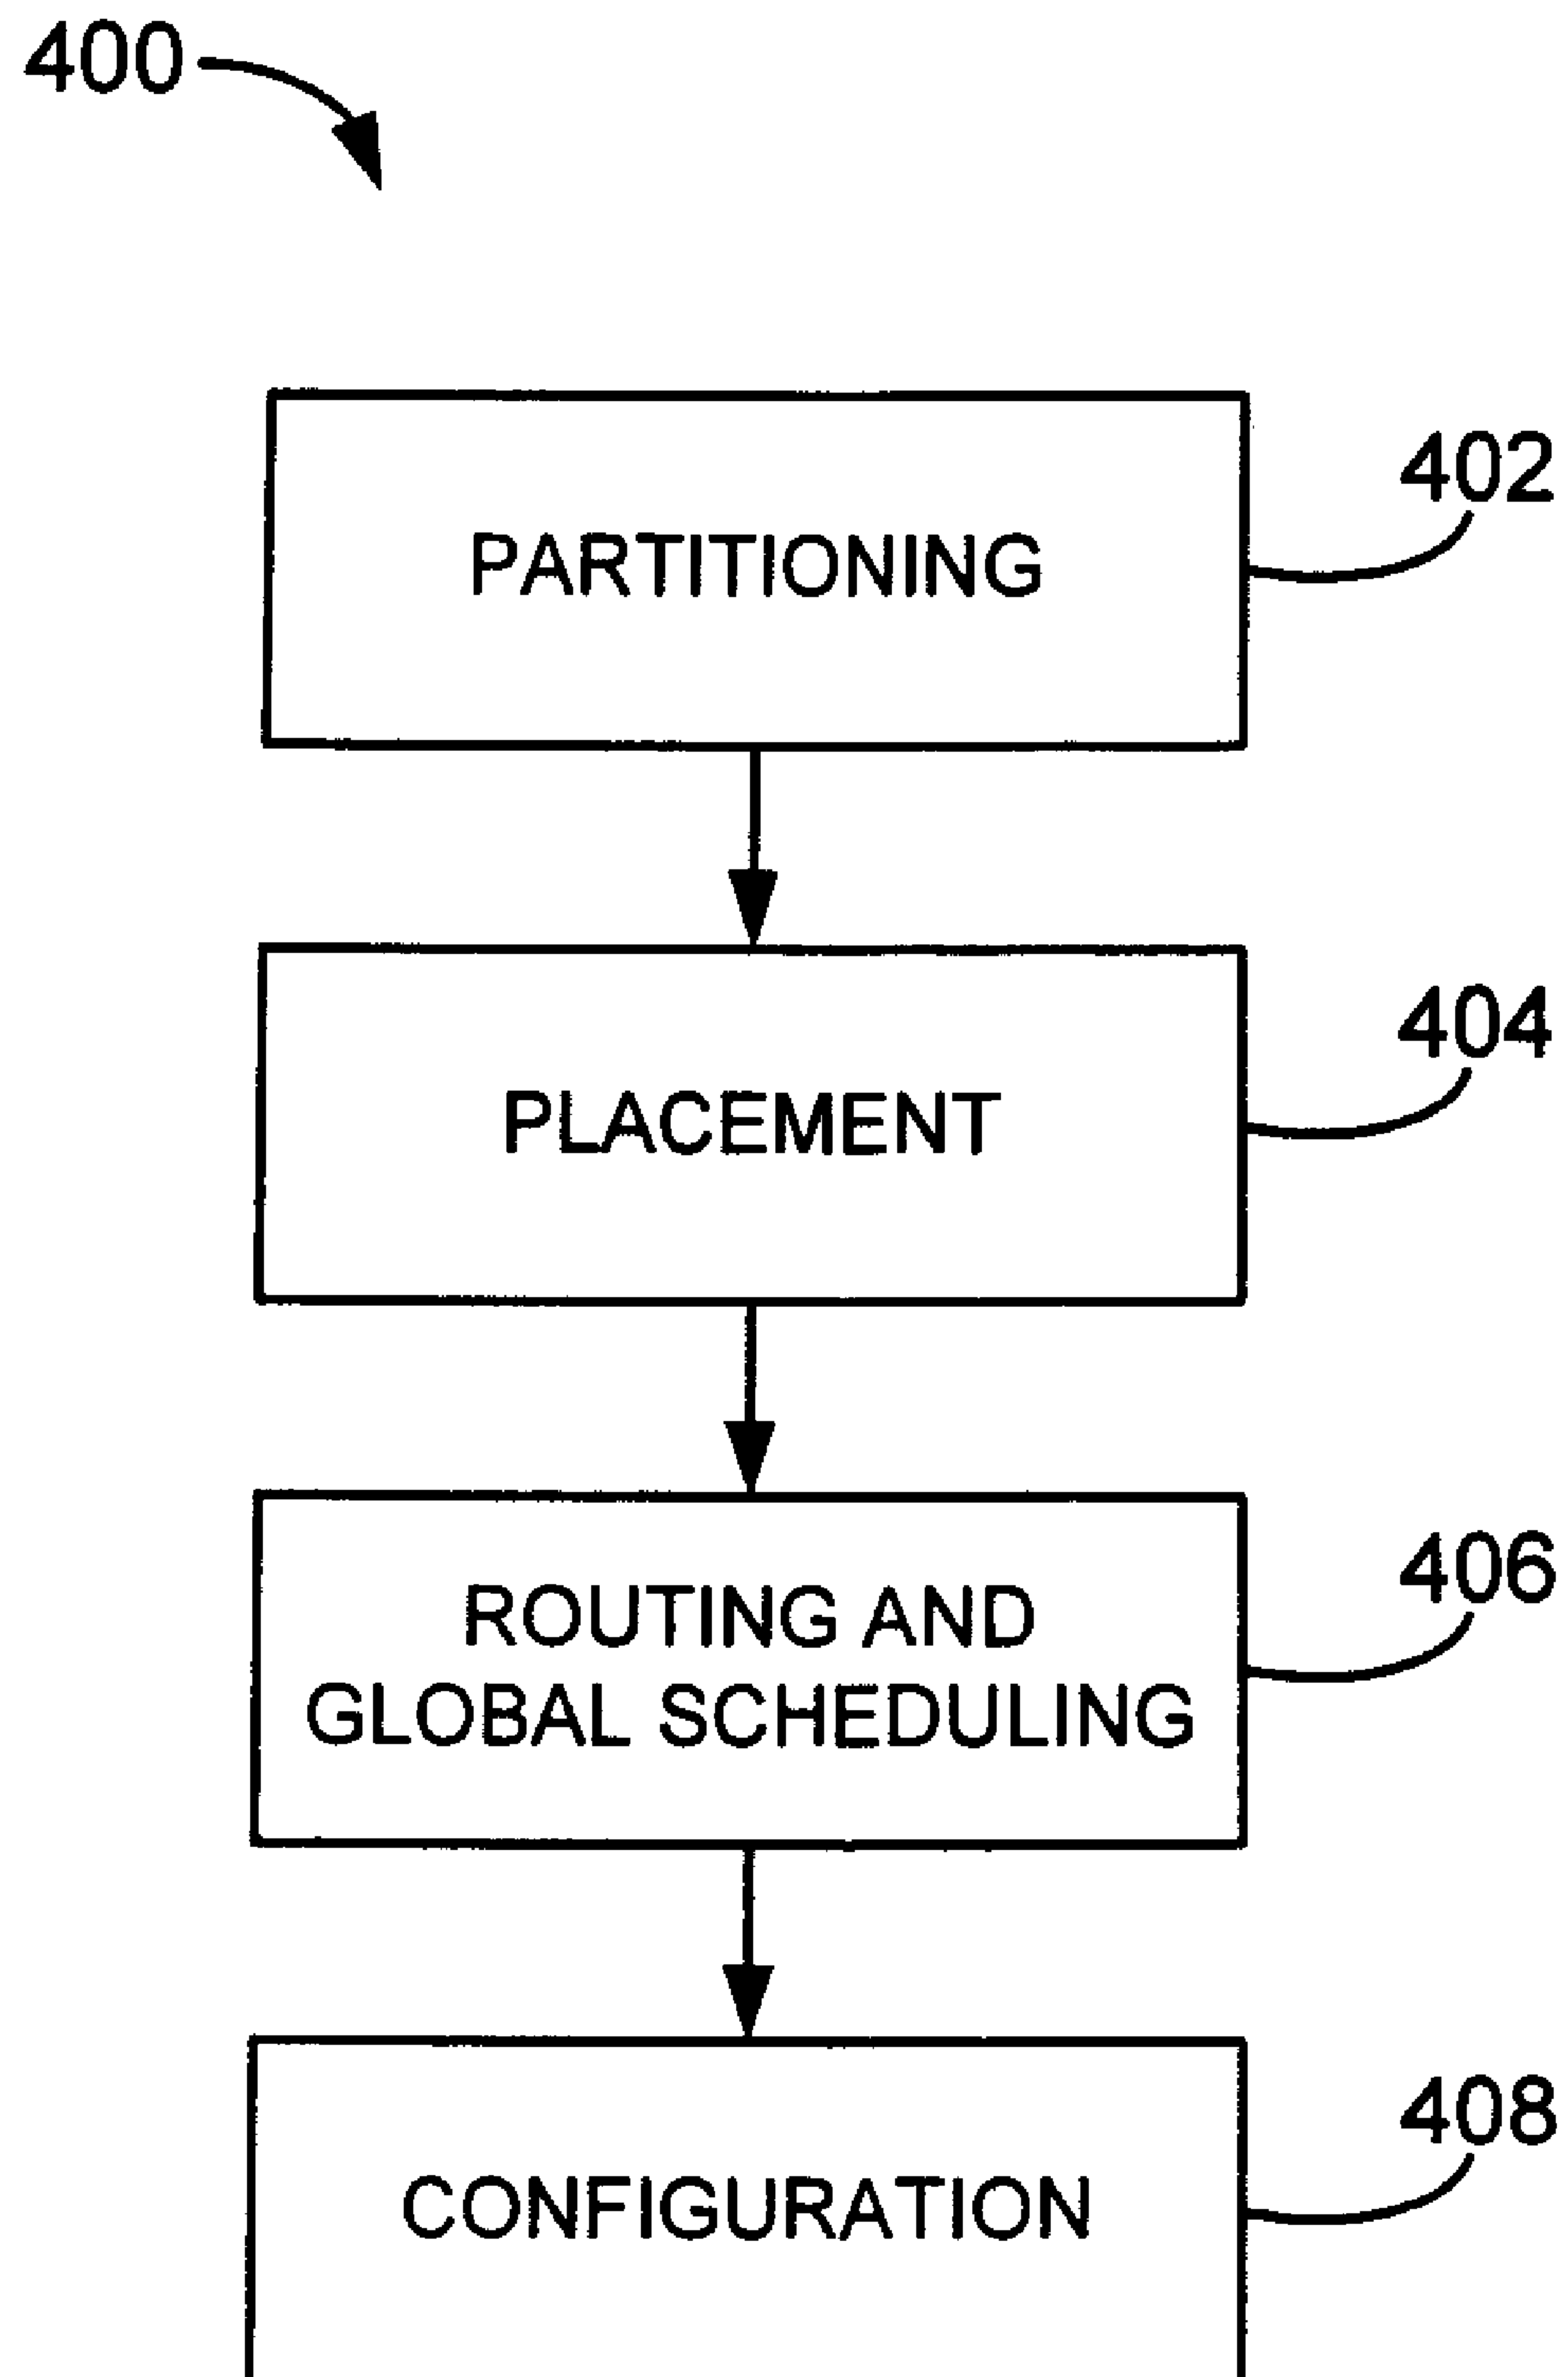 400
402
PARTITIONING
404
PLACEMENT
406
ROUTING AND
GLOBAL SCHEDULING
408
CONFIGURATION